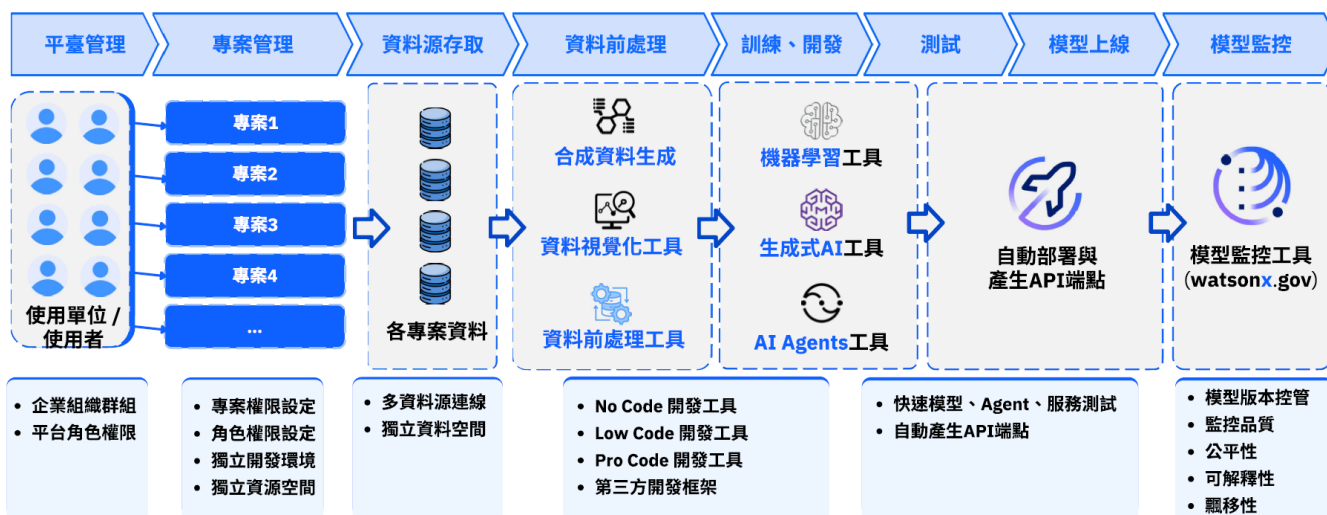 平臺管理
專案管理
資料源存取
資料前處理
訓練、開發
測試
模型上線
模型監控
使用單位 /
使用者
專案1
專案2
專案3
專案4
...
各專案資料
合成資料生成
資料視覺化工具
資料前處理工具
機器學習工具
生成式AI工具
AI Agents工具
自動部署與
產生API端點
模型監控工具
(watsonx.gov)
• 企業組織群組
• 平台角色權限
• 專案權限設定
• 角色權限設定
• 獨立開發環境
• 獨立資源空間
• 多資料源連線
• 獨立資料空間
• No Code 開發工具
• Low Code 開發工具
• Pro Code 開發工具
• 第三方開發框架
• 快速模型、Agent、服務測試
• 自動產生API端點
• 模型版本控管
• 監控品質
• 公平性
• 可解釋性
• 飄移性